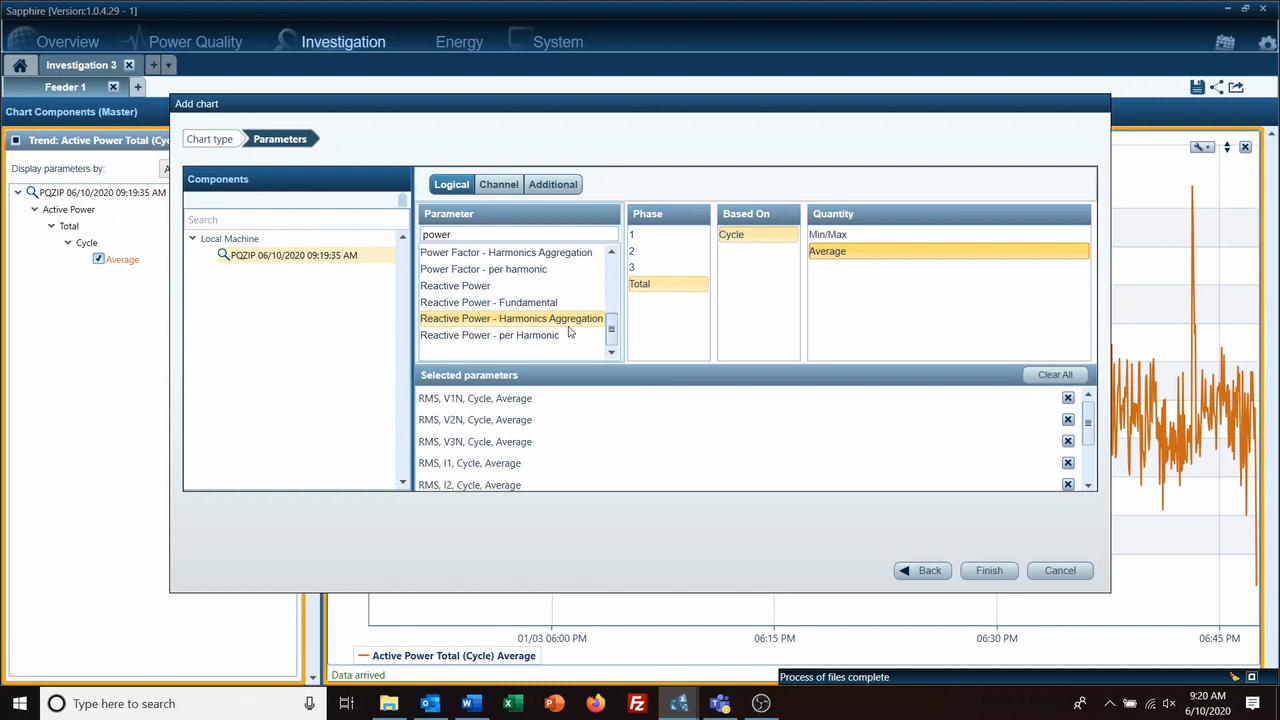 Sapphire (Version:1.0.4.29 - 1]
Overview
Power Quality
Investigation
Energy
System
Investigation 3
Feeder 1
Chart Components (Master)
Add chart
Trend: Active Power Total (Cy
Display parameters by:
A
PQZIP 06/10/2020 09:19:35 AM
Active Power
Total
Cycle
Average
Chart type
Parameters
Components
Search
Local Machine
PQZIP 06/10/2020 09:19:35 AM
Logical
Channel
Additional
Parameter
power
Power Factor - Harmonics Aggregation
Power Factor - per harmonic
Reactive Power
Reactive Power - Fundamental
Reactive Power - Harmonics Aggregation
Reactive Power - per Harmonic
Phase
1
2
3
Total
Based On
Cycle
Quantity
Min/Max
Average
Selected parameters
Clear All
RMS, V1N, Cycle, Average
RMS, V2N, Cycle, Average
RMS, V3N, Cycle, Average
RMS, I1, Cycle, Average
RMS, I2, Cycle, Average
Back
Finish
Cancel
01/03 06:00 PM
06:15 PM
06:30 PM
06:45 PM
Active Power Total (Cycle) Average
Data arrived
Process of files complete
Type here to search
9:20 AM
6/10/2020